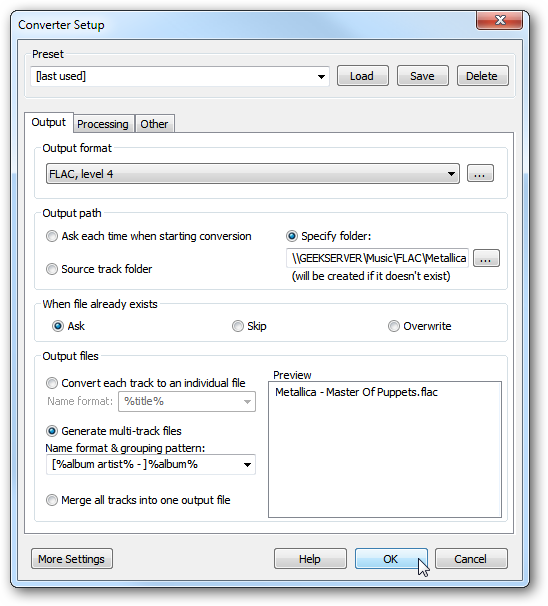 Converter Setup
Preset
[last used]
Load
Save
Delete
Output
Processing
Other
Output format
FLAC, level 4
...
Output path
Ask each time when starting conversion
Specify folder:
Source track folder
\\GEEKSERVER\Music\FLAC\Metallica
...
(will be created if it doesn't exist)
When file already exists
Ask
Skip
Overwrite
Output files
Convert each track to an individual file
Name format:
%title%
Generate multi-track files
Name format & grouping pattern:
[%album artist% - ]%album%
Merge all tracks into one output file
Preview
Metallica - Master Of Puppets.flac
More Settings
Help
OK
Cancel